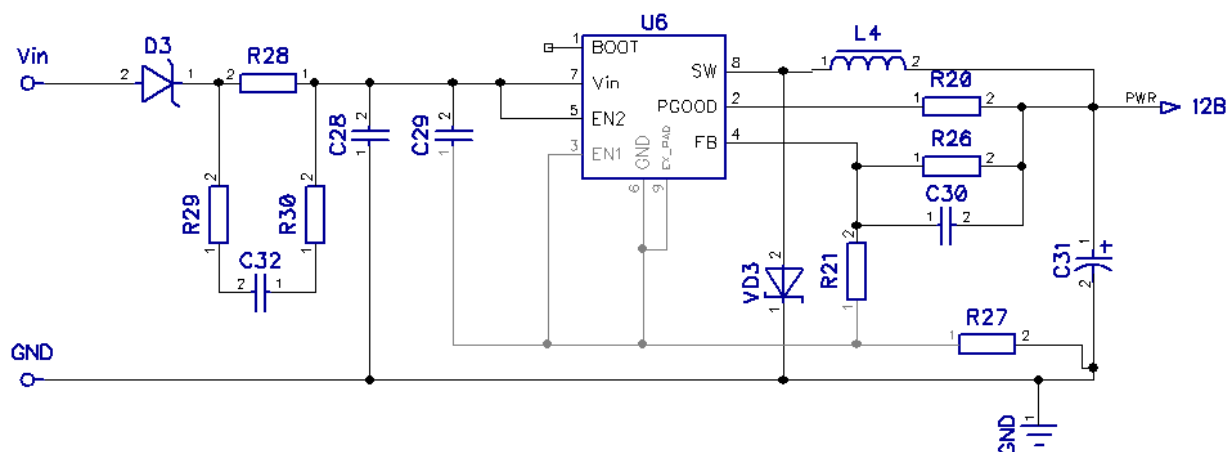 U6
L4
Vin
D3
R28
1
BOOT
7
Vin
SW
8
1
2
2
1
2
1
R20
PGOOD
2
1
2
PWR
12B
5
EN2
C28
2
1
C29
2
1
3
EN1
GND
EX_PAD
FB
4
R26
1
2
6
9
C30
1
2
2
R29
1
2
R30
1
C32
2
1
VD3
2
1
R21
2
1
C31
1
+
2
R27
1
2
GND
1
GND